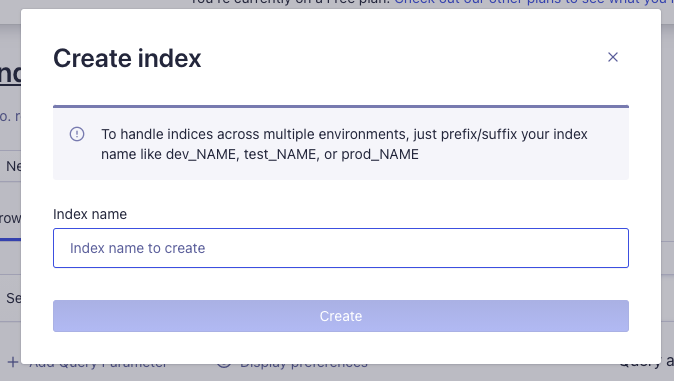 You're currently on a Free plan. Check out our other plans to see what you
Create index
To handle indices across multiple environments, just prefix/suffix your index
name like dev_NAME, test_NAME, or prod_NAME
Index name
Index name to create
Create
Add Query Parameter
Display preferences
Query a